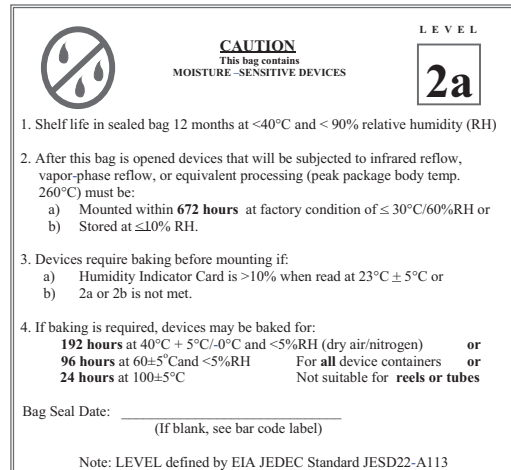 LEVEL
CAUTION
This bag contains
MOISTURE –SENSITIVE DEVICES
2a
1. Shelf life in sealed bag 12 months at <40°C and < 90% relative humidity (RH)
2. After this bag is opened devices that will be subjected to infrared reflow,
vapor-phase reflow, or equivalent processing (peak package body temp.
260°C) must be:
a) Mounted within 672 hours at factory condition of ≤ 30°C/60%RH or
b) Stored at ≤10% RH.
3. Devices require baking before mounting if:
a) Humidity Indicator Card is >10% when read at 23°C ± 5°C or
b) 2a or 2b is not met.
4. If baking is required, devices may be baked for:
192 hours at 40°C + 5°C/-0°C and <5%RH (dry air/nitrogen) or
96 hours at 60±5°Cand <5%RH For all device containers or
24 hours at 100±5°C Not suitable for reels or tubes
Bag Seal Date: ________________________________
(If blank, see bar code label)
Note: LEVEL defined by EIA JEDEC Standard JESD22-A113